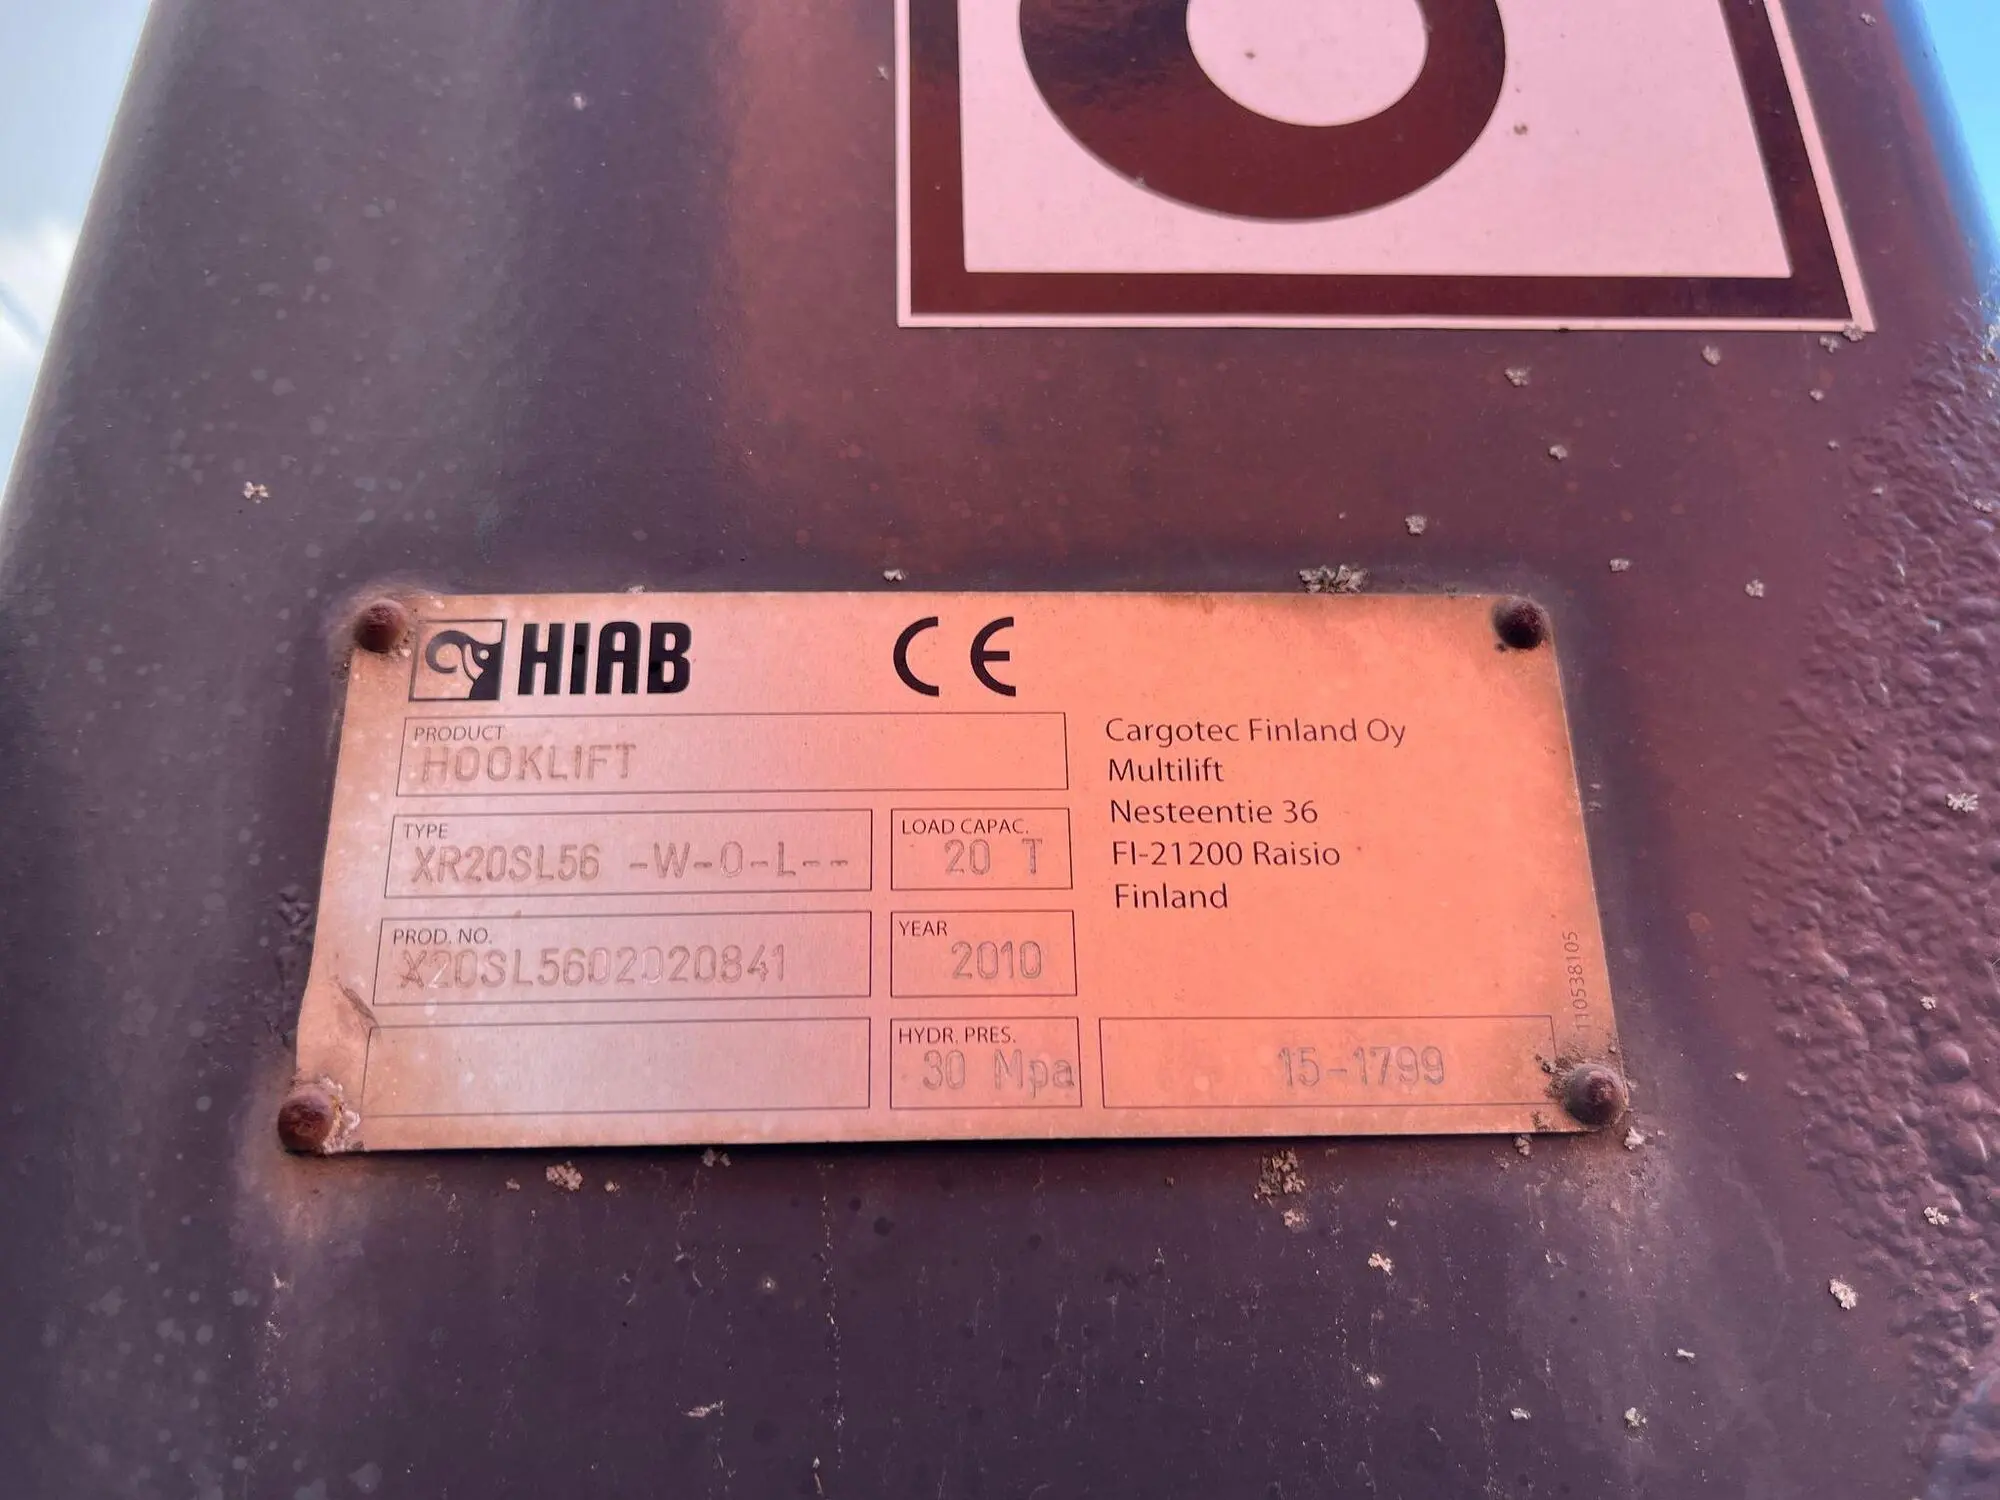 HIAB
CE
PRODUCT
HOOKLIFT
TYPE
XR20SL56 -W-O-L--
LOAD CAPAC.
20 T
PROD. NO.
X20SL5602020841
YEAR
2010
HYDR. PRES.
30 Mpa
Cargotec Finland Oy
Multilift
Nesteentie 36
FI-21200 Raisio
Finland
110538105
15-1799